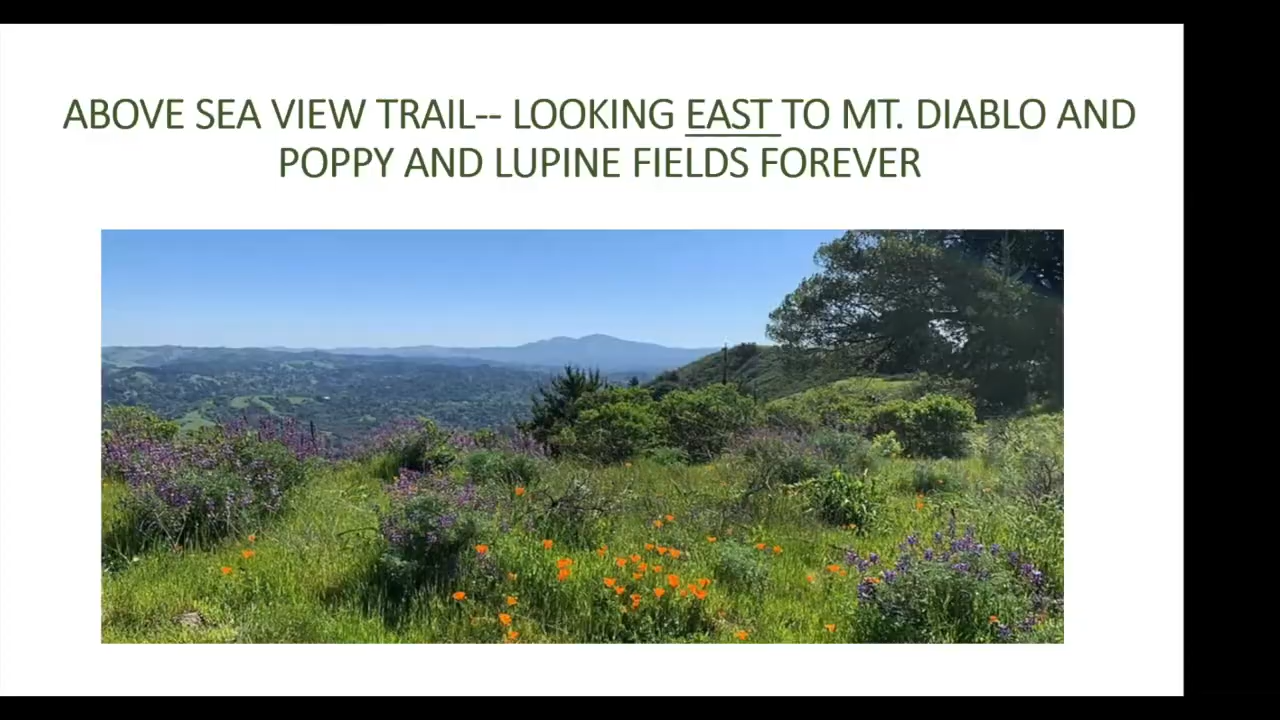 ABOVE SEA VIEW TRAIL-- LOOKING EAST TO MT. DIABLO AND
POPPY AND LUPINE FIELDS FOREVER